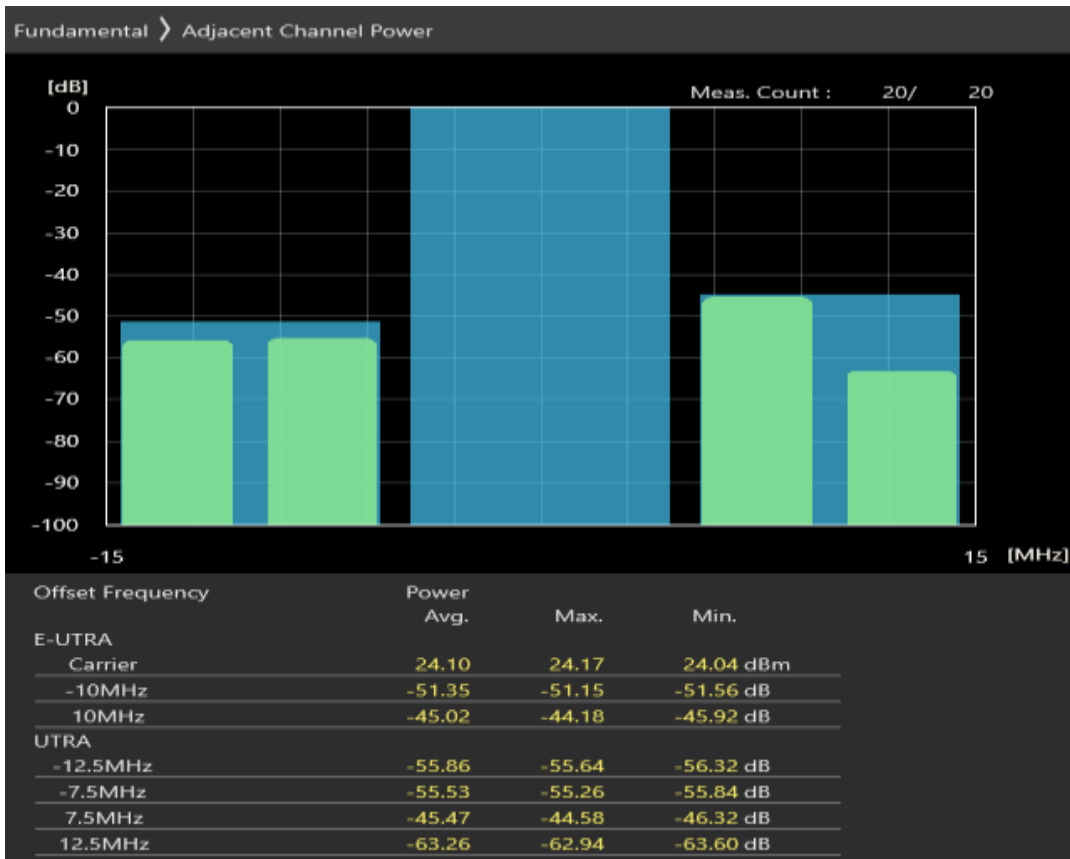 Fundamental 〉 Adjacent Channel Power
[dB]
Meas. Count : 20/ 20
0
-10
-20
-30
-40
-50
-60
-70
-80
-90
-100
-15 15 [MHz]
Offset Frequency Power
Avg. Max. Min.
E-UTRA
Carrier 24.10 24.17 24.04 dBm
-10MHz -51.35 -51.15 -51.56 dB
10MHz -45.02 -44.18 -45.92 dB
UTRA
-12.5MHz -55.86 -55.64 -56.32 dB
-7.5MHz -55.53 -55.26 -55.84 dB
7.5MHz -45.47 -44.58 -46.32 dB
12.5MHz -63.26 -62.94 -63.60 dB